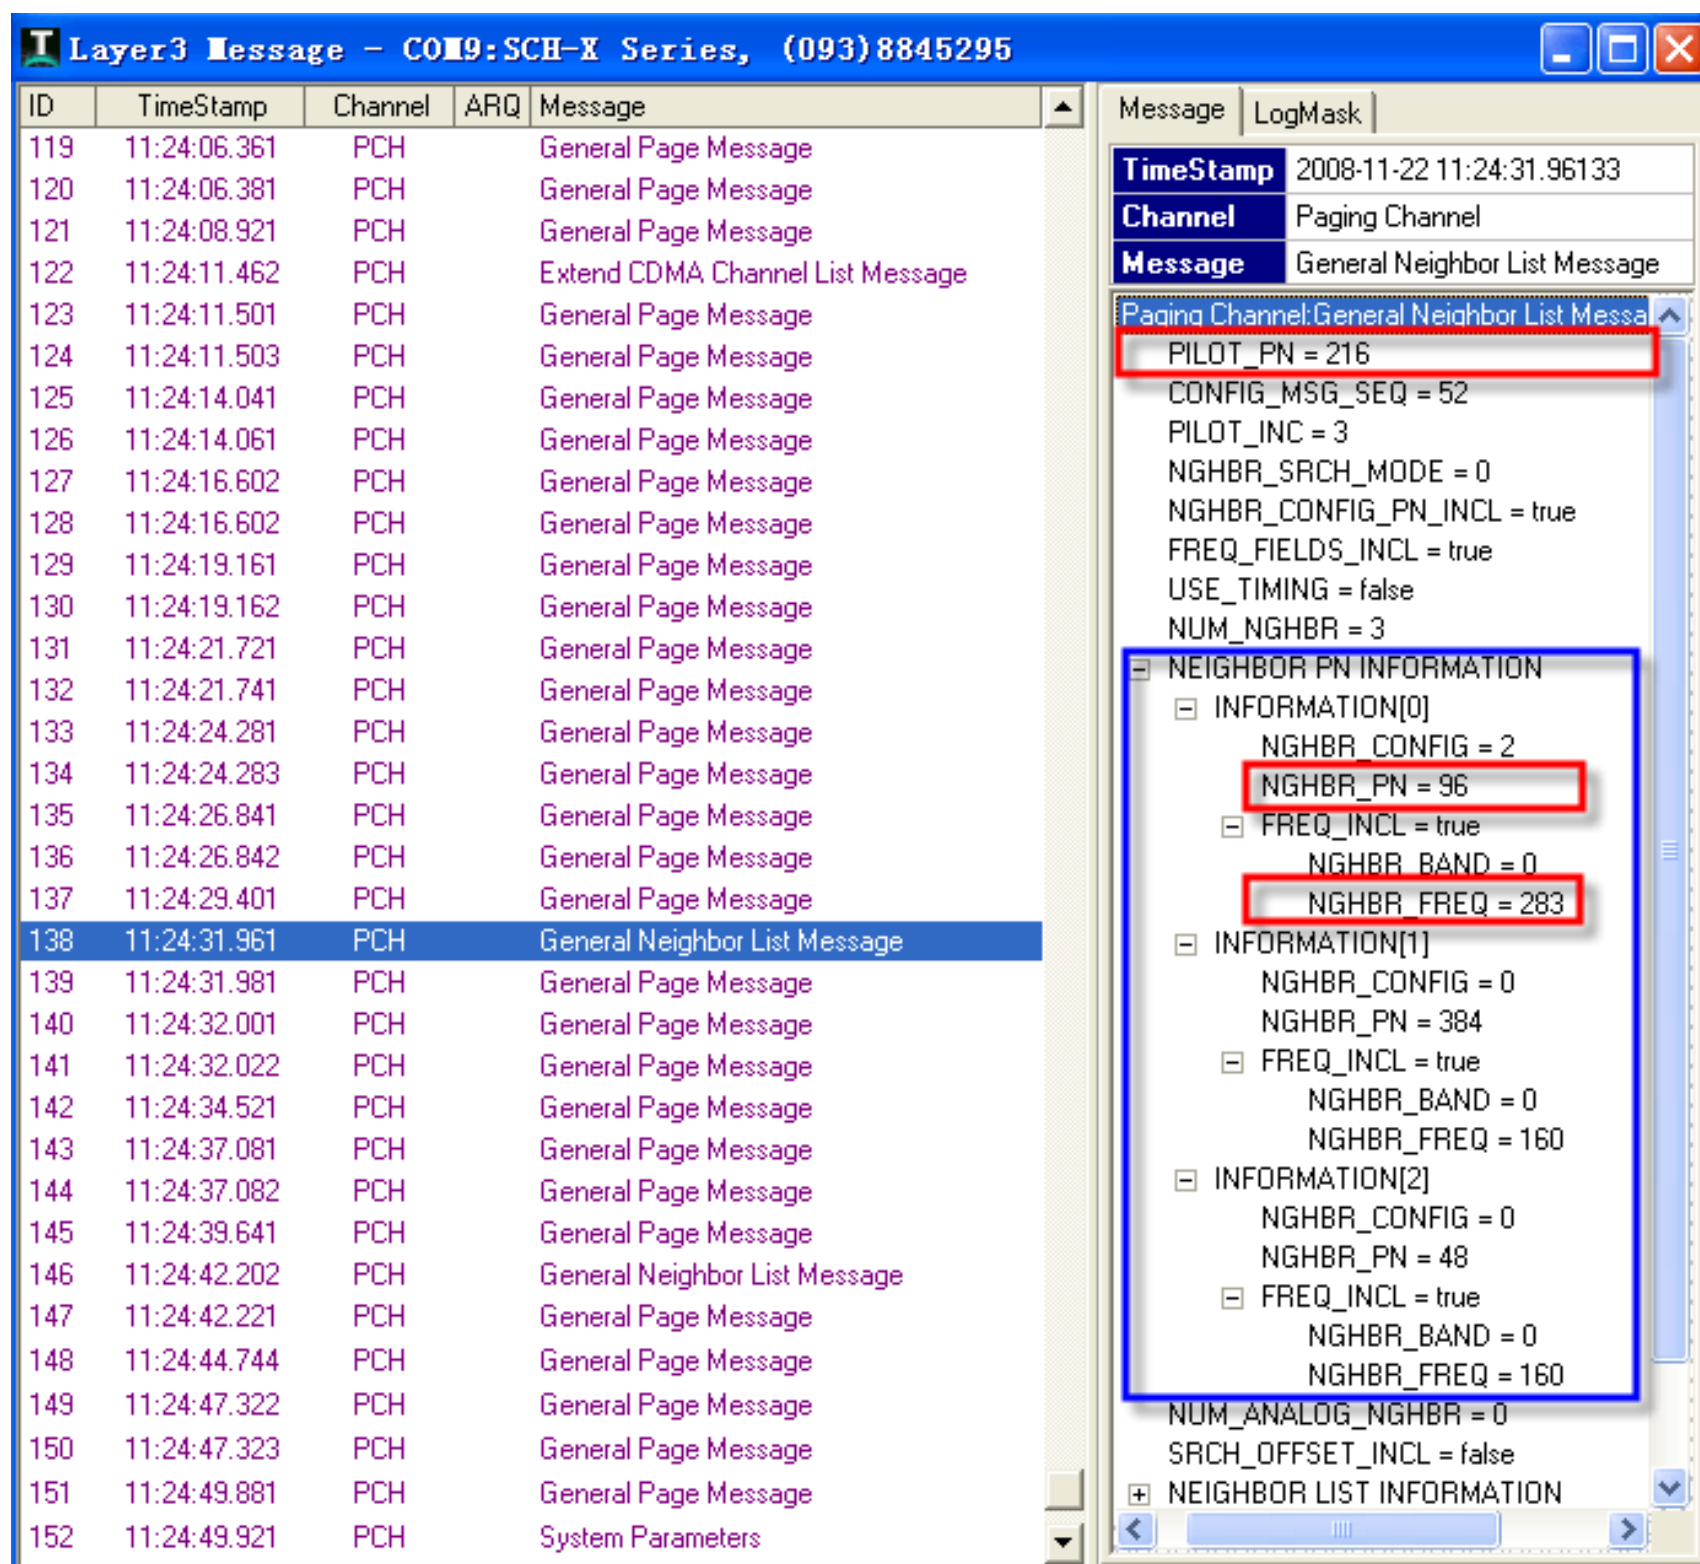 Layer3 Message - COM9:SCH-X Series, (093)8845295
ID TimeStamp Channel ARQ Message
119 11:24:06.361 PCH General Page Message
120 11:24:06.381 PCH General Page Message
121 11:24:08.921 PCH General Page Message
122 11:24:11.462 PCH Extend CDMA Channel List Message
123 11:24:11.501 PCH General Page Message
124 11:24:11.503 PCH General Page Message
125 11:24:14.041 PCH General Page Message
126 11:24:14.061 PCH General Page Message
127 11:24:16.602 PCH General Page Message
128 11:24:16.602 PCH General Page Message
129 11:24:19.161 PCH General Page Message
130 11:24:19.162 PCH General Page Message
131 11:24:21.721 PCH General Page Message
132 11:24:21.741 PCH General Page Message
133 11:24:24.281 PCH General Page Message
134 11:24:24.283 PCH General Page Message
135 11:24:26.841 PCH General Page Message
136 11:24:26.842 PCH General Page Message
137 11:24:29.401 PCH General Page Message
138 11:24:31.961 PCH General Neighbor List Message
139 11:24:31.981 PCH General Page Message
140 11:24:32.001 PCH General Page Message
141 11:24:32.022 PCH General Page Message
142 11:24:34.521 PCH General Page Message
143 11:24:37.081 PCH General Page Message
144 11:24:37.082 PCH General Page Message
145 11:24:39.641 PCH General Page Message
146 11:24:42.202 PCH General Neighbor List Message
147 11:24:42.221 PCH General Page Message
148 11:24:44.744 PCH General Page Message
149 11:24:47.322 PCH General Page Message
150 11:24:47.323 PCH General Page Message
151 11:24:49.881 PCH General Page Message
152 11:24:49.921 PCH System Parameters
Message LogMask
TimeStamp 2008-11-22 11:24:31.96133
Channel Paging Channel
Message General Neighbor List Message
Paging Channel:General Neighbor List Messa
PILOT_PN = 216
CONFIG_MSG_SEQ = 52
PILOT_INC = 3
NGHBR_SRCH_MODE = 0
NGHBR_CONFIG_PN_INCL = true
FREQ_FIELDS_INCL = true
USE_TIMING = false
NUM_NGHBR = 3
NEIGHBOR PN INFORMATION
INFORMATION[0]
NGHBR_CONFIG = 2
NGHBR_PN = 96
FREQ_INCL = true
NGHBR_BAND = 0
NGHBR_FREQ = 283
INFORMATION[1]
NGHBR_CONFIG = 0
NGHBR_PN = 384
FREQ_INCL = true
NGHBR_BAND = 0
NGHBR_FREQ = 160
INFORMATION[2]
NGHBR_CONFIG = 0
NGHBR_PN = 48
FREQ_INCL = true
NGHBR_BAND = 0
NGHBR_FREQ = 160
NUM_ANALOG_NGHBR = 0
SRCH_OFFSET_INCL = false
NEIGHBOR LIST INFORMATION